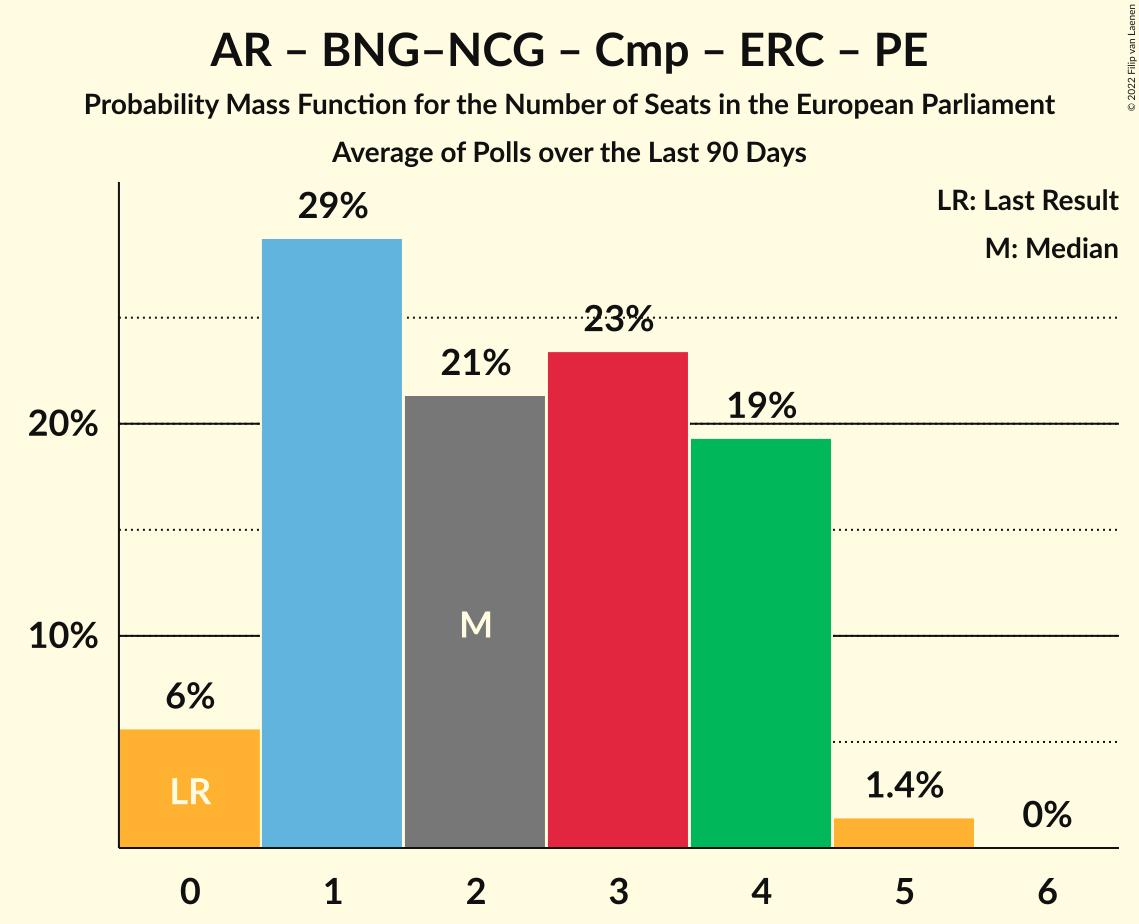 AR – BNG–NCG – Cmp – ERC – PE
Probability Mass Function for the Number of Seats in the European Parliament
Average of Polls over the Last 90 Days
© 2022 Filip van Laenen
LR: Last Result
M: Median
29%
23%
21%
19%
20%
10%
M
6%
LR
1.4%
0%
0 1 2 3 4 5 6